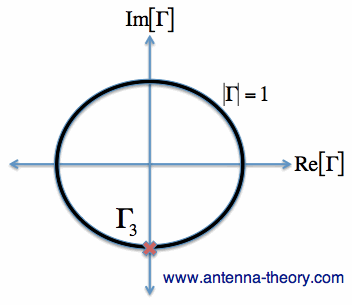 Im[Γ]
|Γ| = 1
Re[Γ]
Γ₃
www.antenna-theory.com